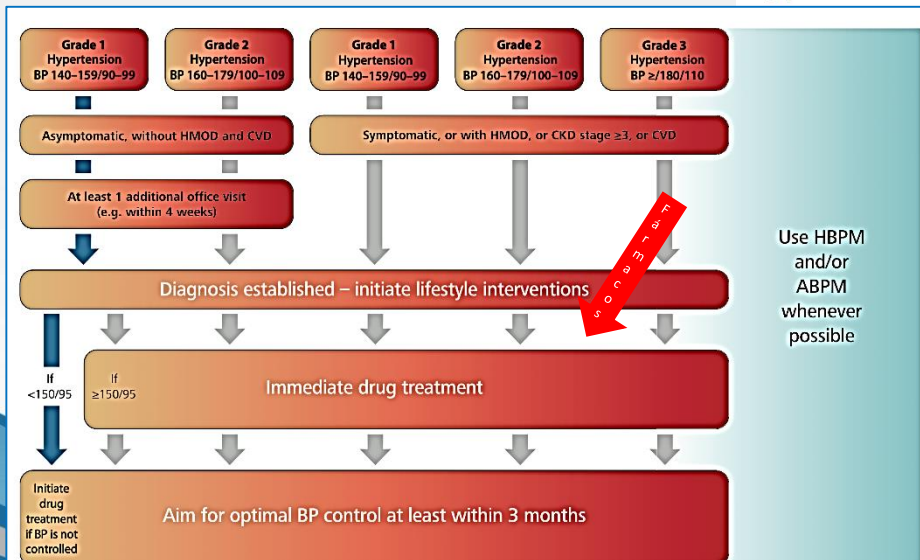 Grade 1
Hypertension
BP 140–159/90–99
Grade 2
Hypertension
BP 160–179/100–109
Grade 1
Hypertension
BP 140–159/90–99
Grade 2
Hypertension
BP 160–179/100–109
Grade 3
Hypertension
BP ≥/180/110
Asymptomatic, without HMOD and CVD
Symptomatic, or with HMOD, or CKD stage ≥3, or CVD
At least 1 additional office visit
(e.g. within 4 weeks)
Fármacos
Use HBPM
and/or
ABPM
whenever
possible
Diagnosis established – initiate lifestyle interventions
If
<150/95
If
≥150/95
Immediate drug treatment
Initiate
drug
treatment
if BP is not
controlled
Aim for optimal BP control at least within 3 months